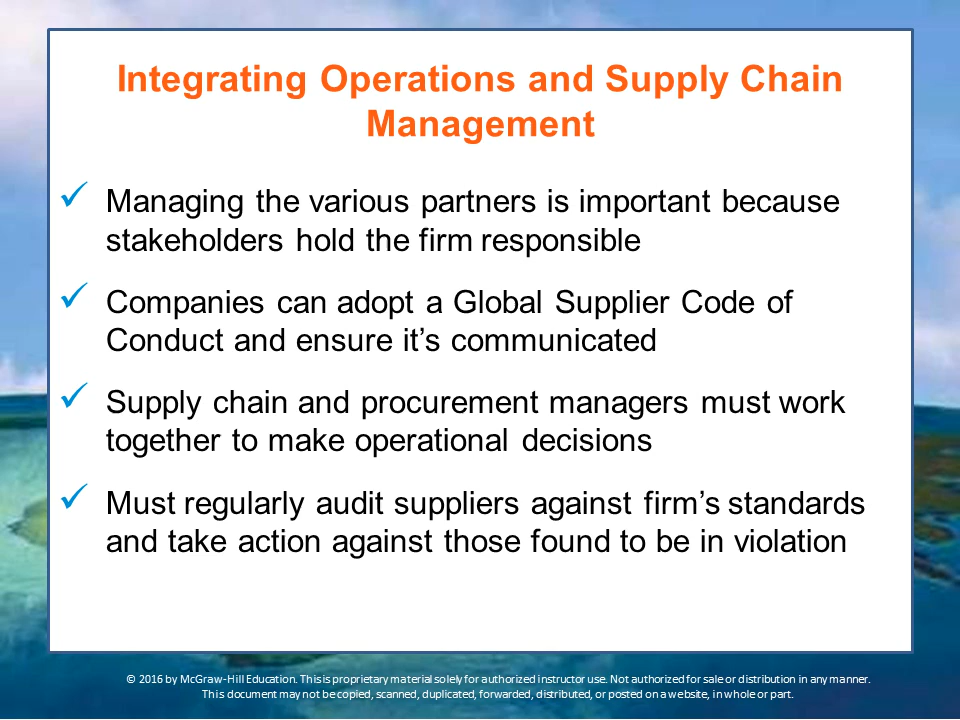 Integrating Operations and Supply Chain
Management
✓ Managing the various partners is important because
stakeholders hold the firm responsible
✓ Companies can adopt a Global Supplier Code of
Conduct and ensure it’s communicated
✓ Supply chain and procurement managers must work
together to make operational decisions
✓ Must regularly audit suppliers against firm’s standards
and take action against those found to be in violation
© 2016 by McGraw-Hill Education. This is proprietary material solely for authorized instructor use. Not authorized for sale or distribution in any manner.
This document may not be copied, scanned, duplicated, forwarded, distributed, or posted on a website, in whole or part.